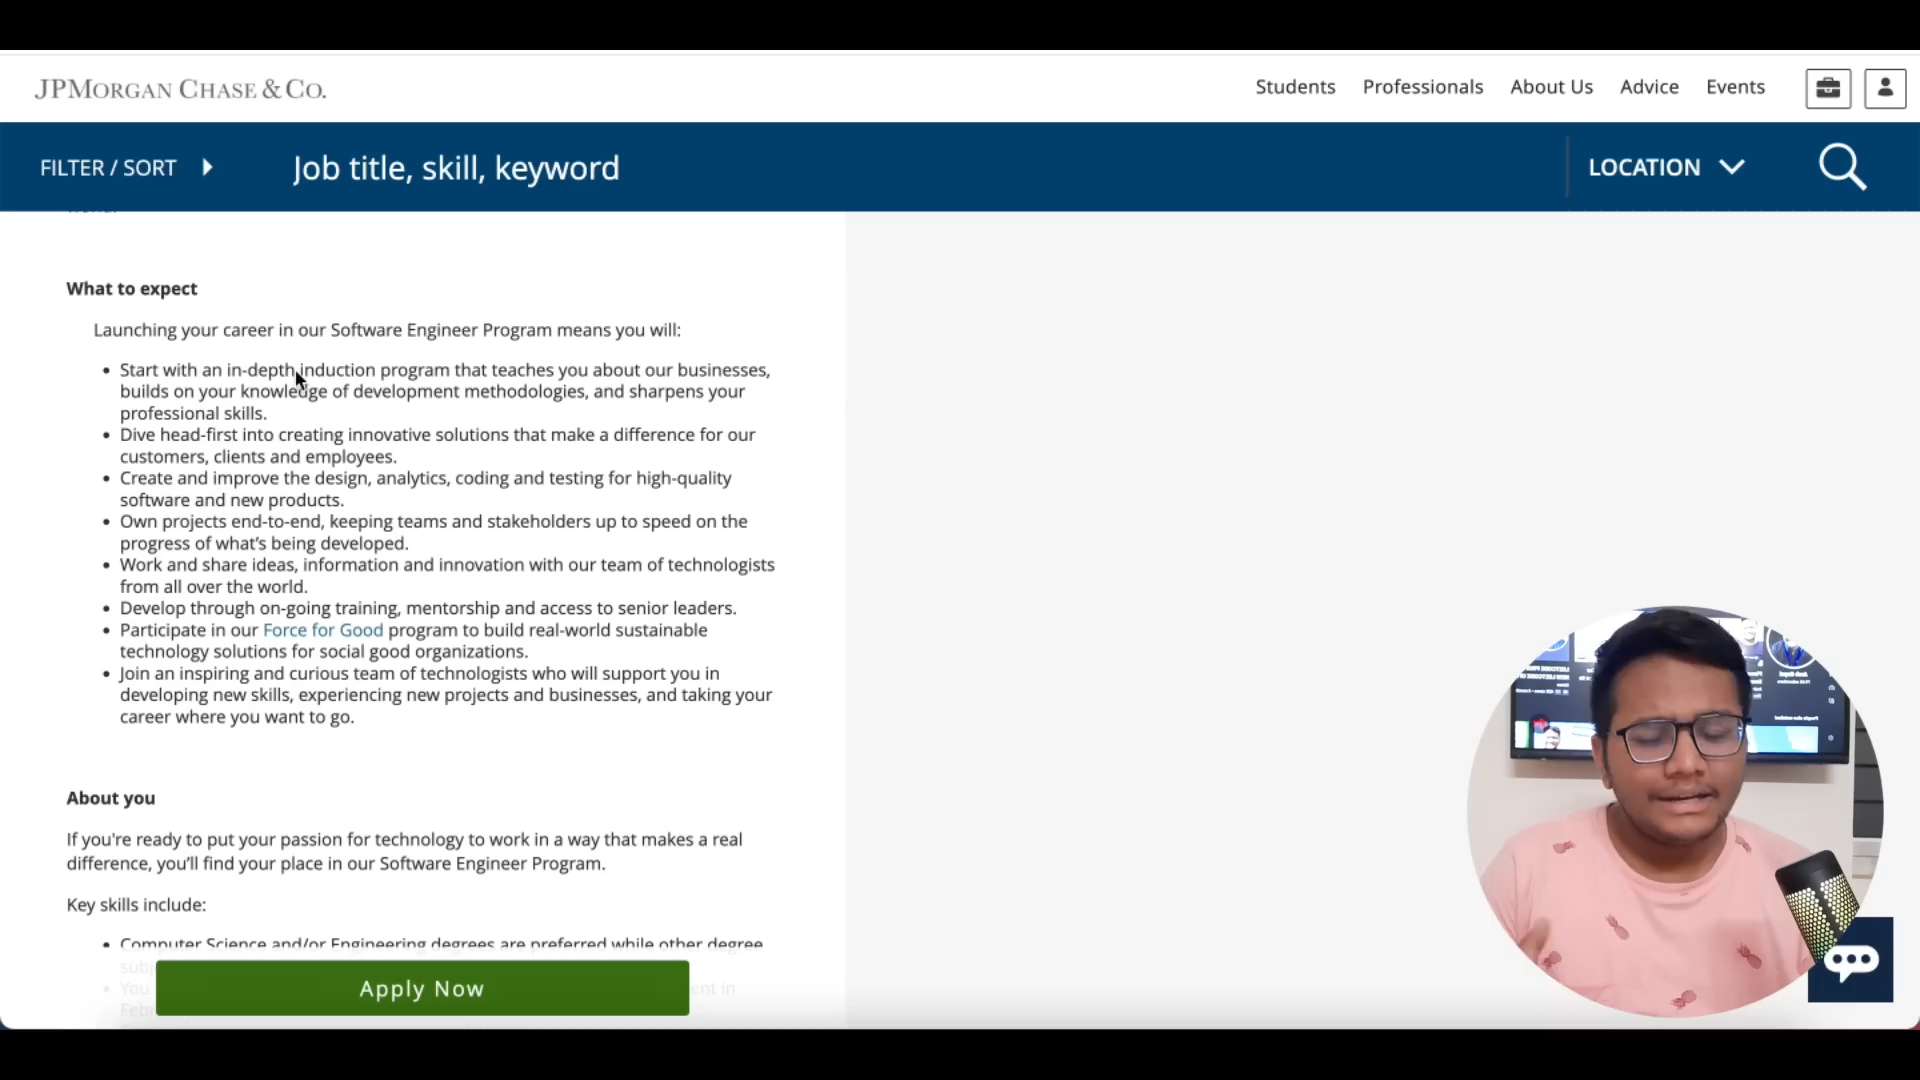 JPMORGAN CHASE & CO.
Students Professionals About Us Advice Events
FILTER / SORT Job title, skill, keyword LOCATION
What to expect
Launching your career in our Software Engineer Program means you will:
• Start with an in-depth induction program that teaches you about our businesses,
builds on your knowledge of development methodologies, and sharpens your
professional skills.
• Dive head-first into creating innovative solutions that make a difference for our
customers, clients and employees.
• Create and improve the design, analytics, coding and testing for high-quality
software and new products.
• Own projects end-to-end, keeping teams and stakeholders up to speed on the
progress of what's being developed.
• Work and share ideas, information and innovation with our team of technologists
from all over the world.
• Develop through on-going training, mentorship and access to senior leaders.
• Participate in our Force for Good program to build real-world sustainable
technology solutions for social good organizations.
• Join an inspiring and curious team of technologists who will support you in
developing new skills, experiencing new projects and businesses, and taking your
career where you want to go.
About you
If you're ready to put your passion for technology to work in a way that makes a real
difference, you'll find your place in our Software Engineer Program.
Key skills include:
• Computer Science and/or Engineering degrees are preferred while other degree
• You in
Apply Now